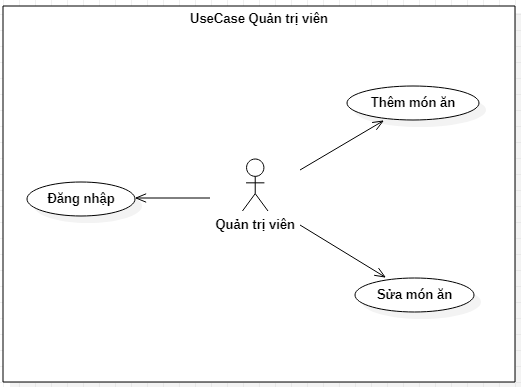 UseCase Quản trị viên
Thêm món ăn
Đăng nhập
Quản trị viên
Sửa món ăn